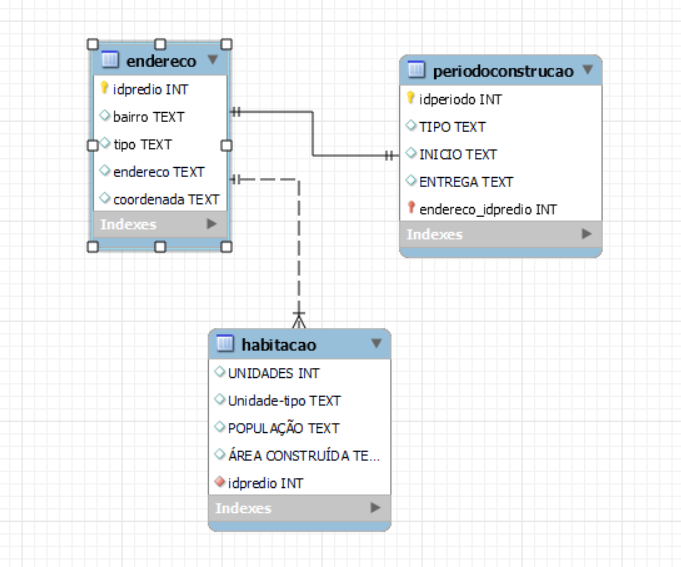 endereco
idpredio INT
bairro TEXT
tipo TEXT
endereco TEXT
coordenada TEXT
Indexes
periodoconstrucao
idperiodo INT
TIPO TEXT
INICIO TEXT
ENTREGA TEXT
endereco_idpredio INT
Indexes
habitacao
UNIDADES INT
Unidade-tipo TEXT
POPULAÇÃO TEXT
ÁREA CONSTRUÍDA TE...
idpredio INT
Indexes